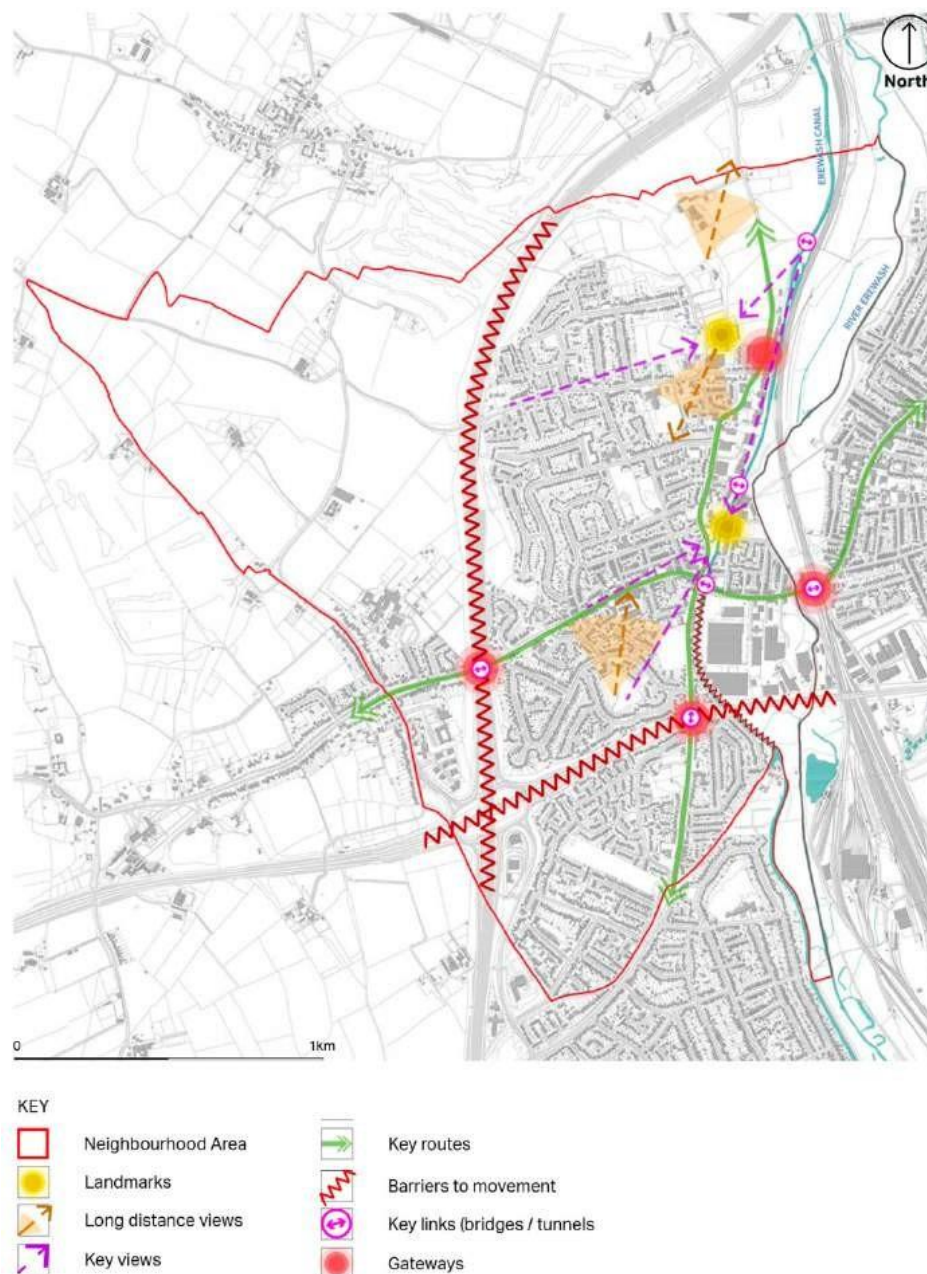 North
EREWASH CANAL
RIVER EREWASH
0 1km
KEY
Neighbourhood Area
Landmarks
Long distance views
Key views
Key routes
Barriers to movement
Key links (bridges / tunnels
Gateways